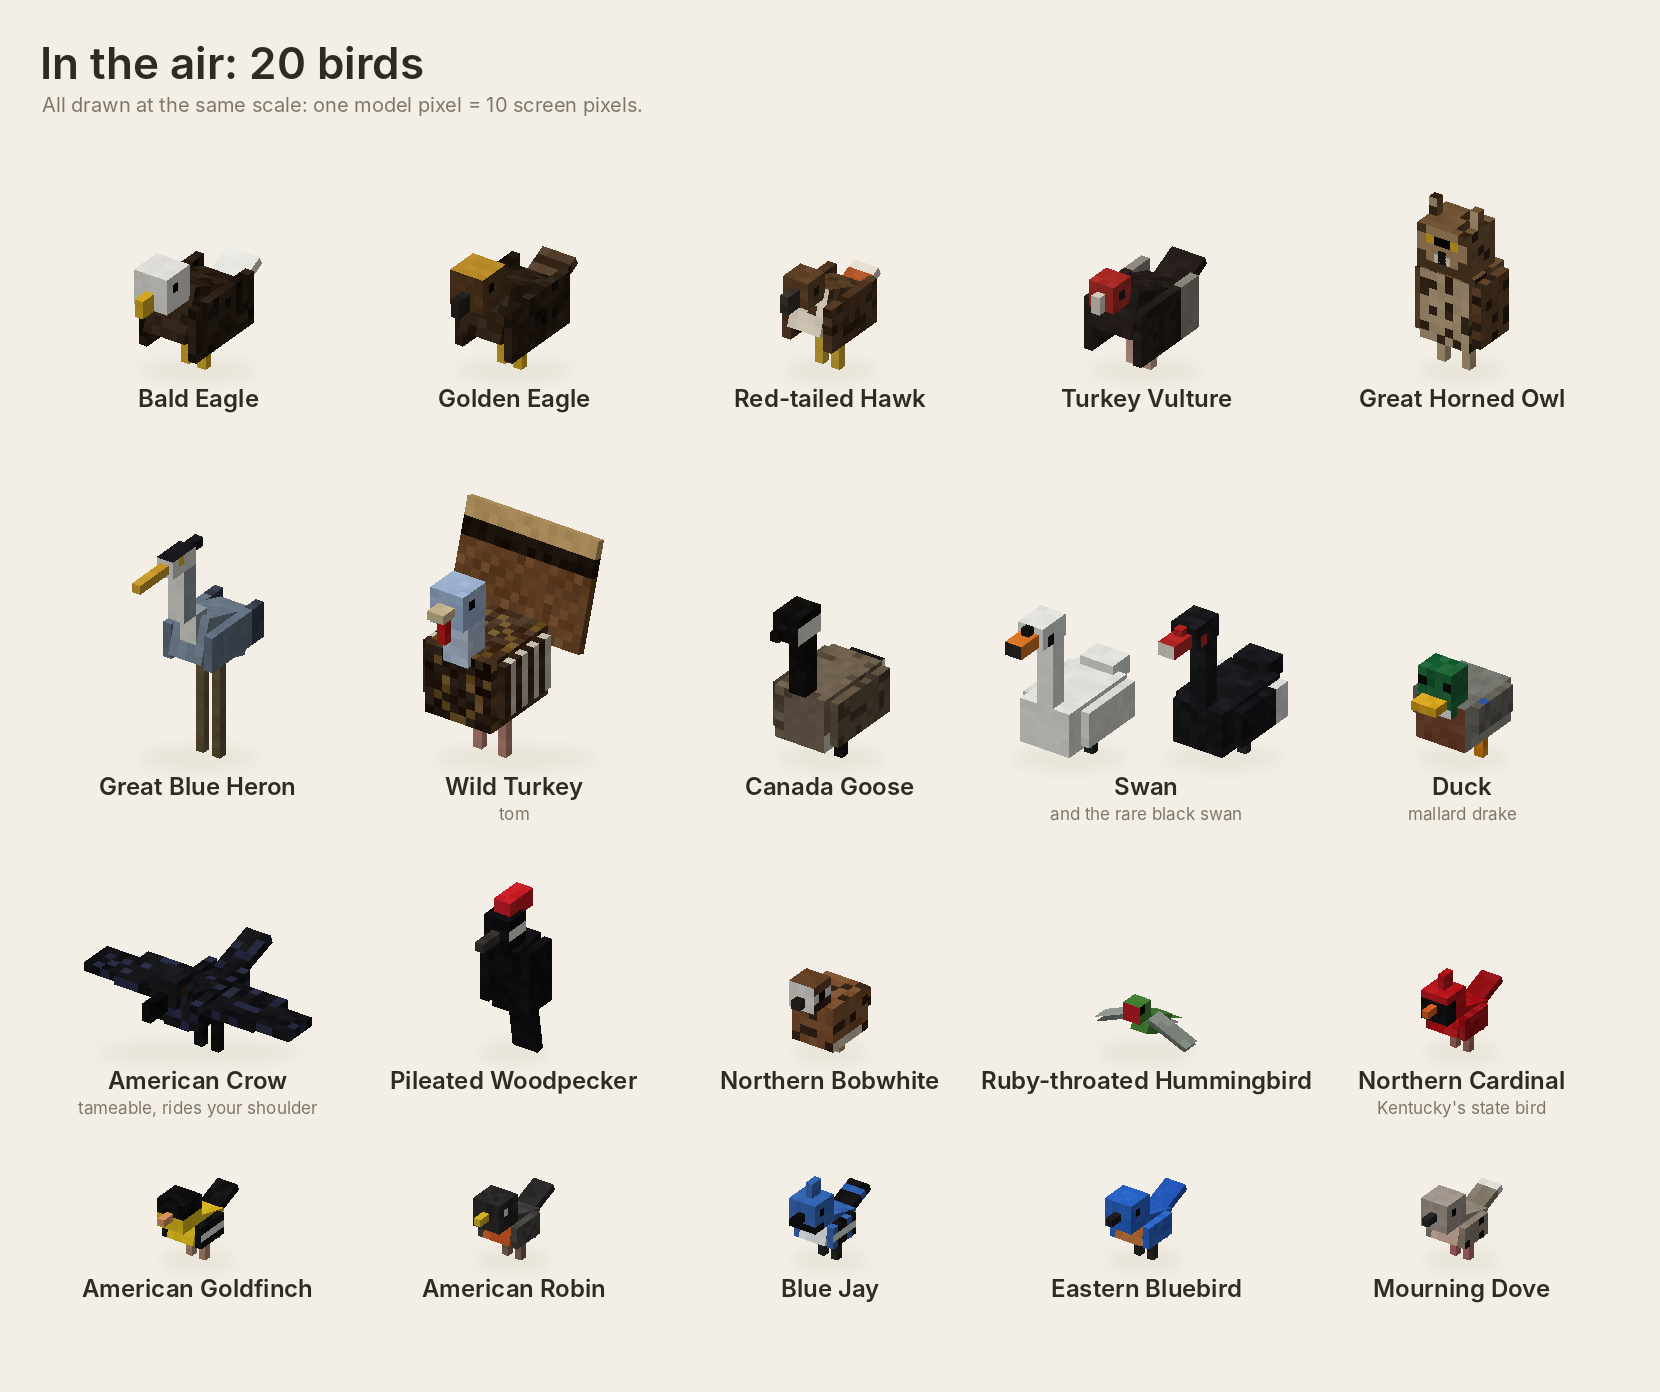 In the air: 20 birds
All drawn at the same scale: one model pixel = 10 screen pixels.
Bald Eagle
Golden Eagle
Red-tailed Hawk
Turkey Vulture
Great Horned Owl
Great Blue Heron
Wild Turkey
tom
Canada Goose
Swan
and the rare black swan
Duck
mallard drake
American Crow
tameable, rides your shoulder
Pileated Woodpecker
Northern Bobwhite
Ruby-throated Hummingbird
Northern Cardinal
Kentucky's state bird
American Goldfinch
American Robin
Blue Jay
Eastern Bluebird
Mourning Dove